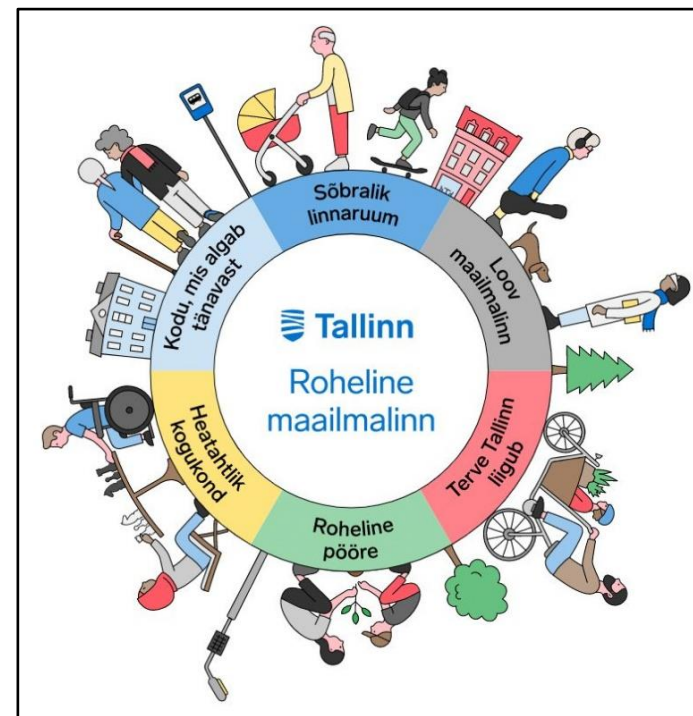 Sõbralik
linnaruum
Loov
maailmalinn
Terve Tallinn
liigub
Roheline
pööre
Heatahtlik
kogukond
Kodu, mis algab
tänavast
Tallinn
Roheline
maailmalinn